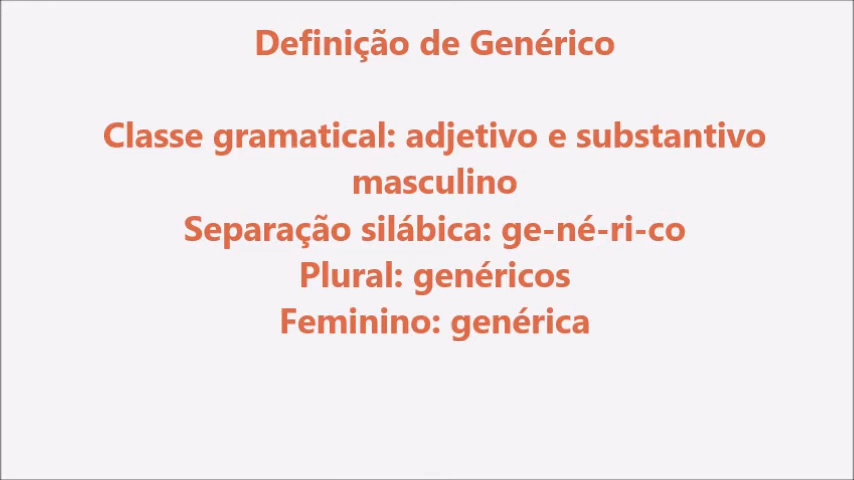 Definição de Genérico
Classe gramatical: adjetivo e substantivo
masculino
Separação silábica: ge-né-ri-co
Plural: genéricos
Feminino: genérica